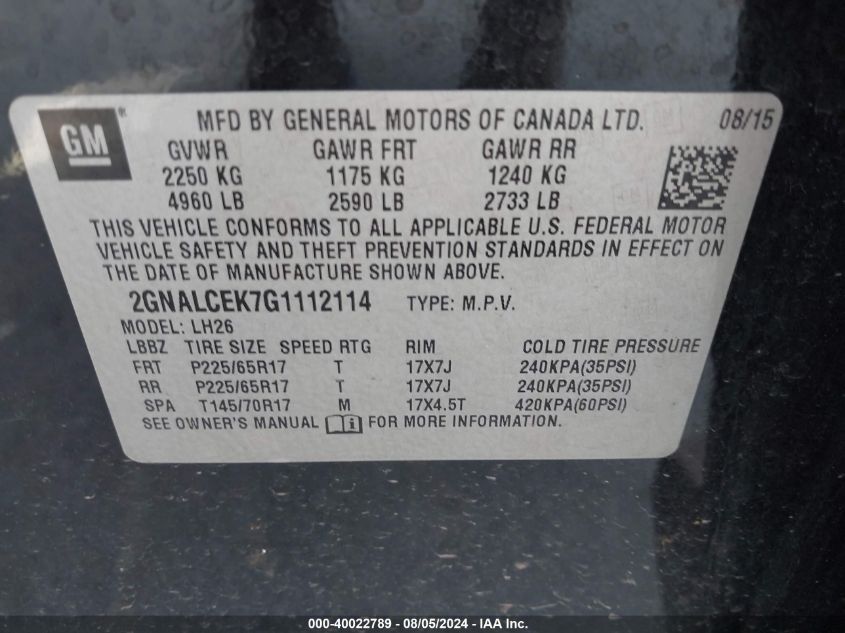 GM ® MFD BY GENERAL MOTORS OF CANADA LTD. 08/15
GVWR GAWR FRT GAWR RR
2250 KG 1175 KG 1240 KG
4960 LB 2590 LB 2733 LB
THIS VEHICLE CONFORMS TO ALL APPLICABLE U.S. FEDERAL MOTOR
VEHICLE SAFETY AND THEFT PREVENTION STANDARDS IN EFFECT ON
THE DATE OF MANUFACTURE SHOWN ABOVE.
2GNALCEK7G1112114 TYPE: M.P.V.
MODEL: LH26
LBBZ TIRE SIZE SPEED RTG RIM COLD TIRE PRESSURE
FRT P225/65R17 T 17X7J 240KPA(35PSI)
RR P225/65R17 T 17X7J 240KPA(35PSI)
SPA T145/70R17 M 17X4.5T 420KPA(60PSI)
SEE OWNER'S MANUAL FOR MORE INFORMATION.
000-40022789 - 08/05/2024 - IAA Inc.